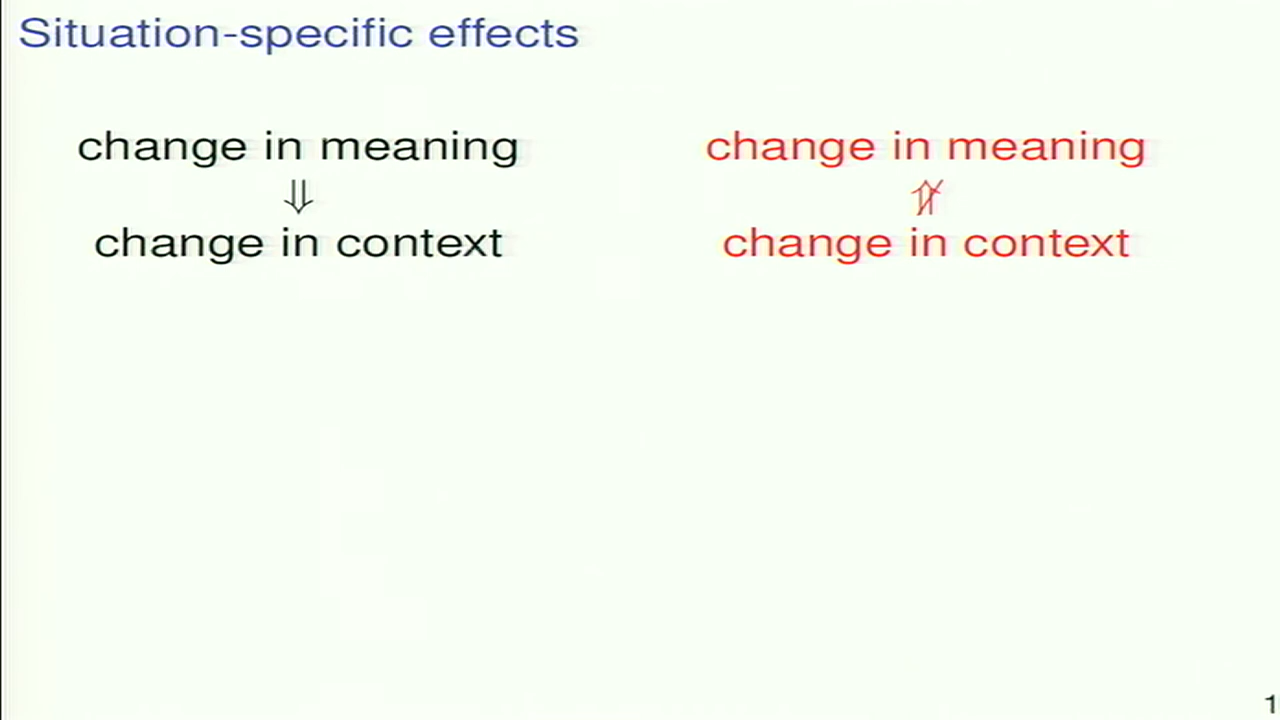 Situation-specific effects
change in meaning
⇓
change in context
change in meaning
⇑̸
change in context
1